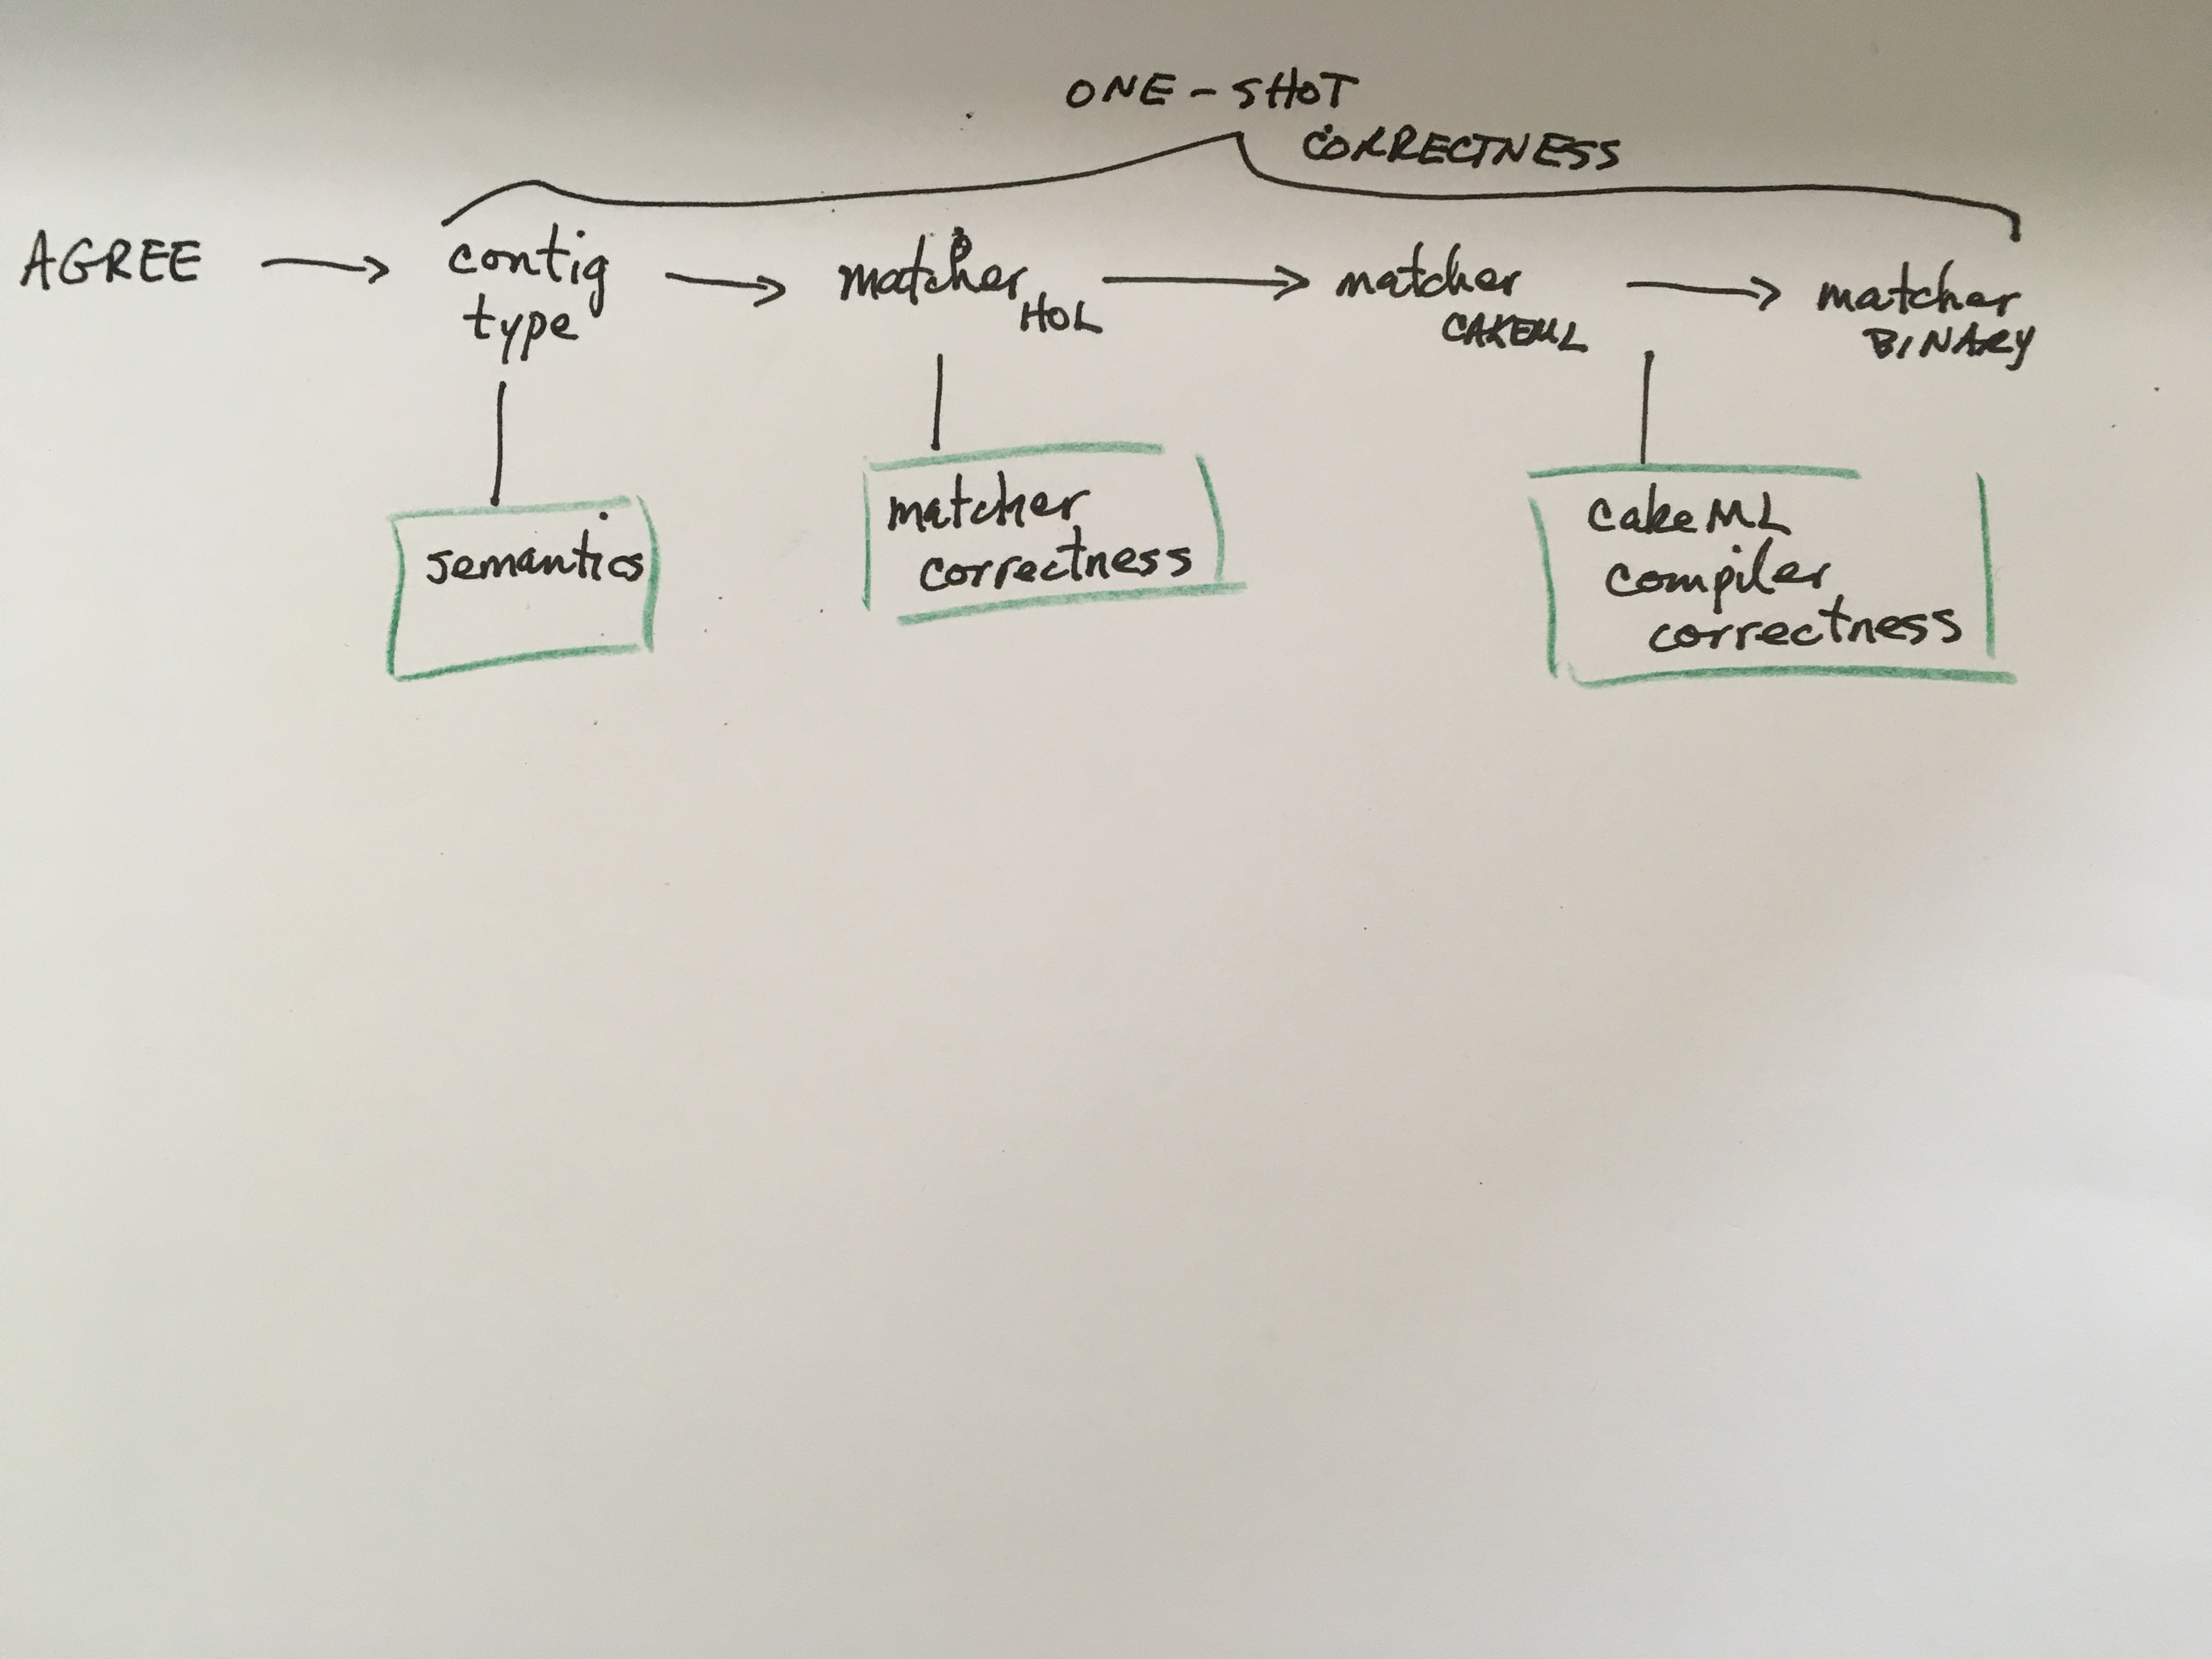 ONE-SHOT
CORRECTNESS
AGREE → contig → matcher → matcher → matcher
type HOL CAKEML BINARY
semantics
matcher
correctness
CakeML
compiler
correctness